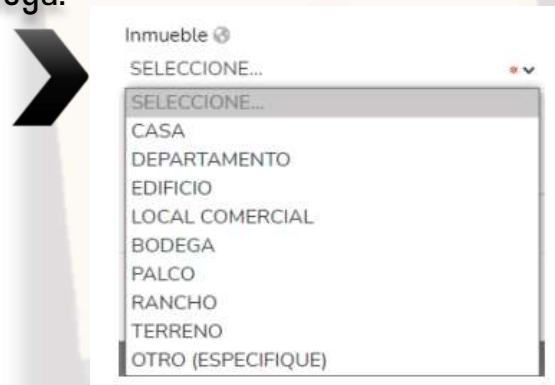 Inmueble
SELECCIONE...
SELECCIONE...
CASA
DEPARTAMENTO
EDIFICIO
LOCAL COMERCIAL
BODEGA
PALCO
RANCHO
TERRENO
OTRO (ESPECIFIQUE)